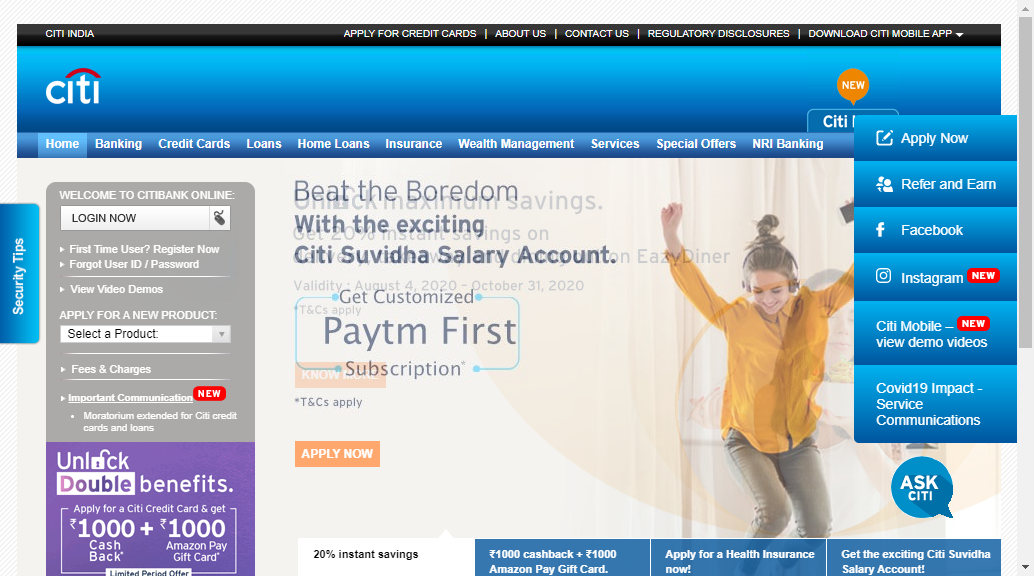 CITI INDIA
APPLY FOR CREDIT CARDS | ABOUT US | CONTACT US | REGULATORY DISCLOSURES | DOWNLOAD CITI MOBILE APP
citi
NEW
Citi
Home Banking Credit Cards Loans Home Loans Insurance Wealth Management Services Special Offers NRI Banking
Apply Now
Refer and Earn
Facebook
Instagram NEW
Citi Mobile – NEW
view demo videos
Covid19 Impact -
Service
Communications
ASK
CITI
Security Tips
WELCOME TO CITIBANK ONLINE:
LOGIN NOW
First Time User? Register Now
Forgot User ID / Password
View Video Demos
APPLY FOR A NEW PRODUCT:
Select a Product:
Fees & Charges
Important Communication NEW
Moratorium extended for Citi credit
cards and loans
Unlock
Double benefits.
Apply for a Citi Credit Card & get
₹1000 + ₹1000
Cash Back*
Amazon Pay Gift Card*
Limited Period Offer
Beat the Boredom
With the exciting
Citi Suvidha Salary Account.
Get Customized
Paytm First
Subscription*
*T&Cs apply
APPLY NOW
Unlock maximum savings.
Get 20% instant savings on
on EazyDiner
Validity : August 4, 2020 - October 31, 2020
*T&Cs apply
KNOW MORE
20% instant savings
₹1000 cashback + ₹1000
Amazon Pay Gift Card.
Apply for a Health Insurance
now!
Get the exciting Citi Suvidha
Salary Account!